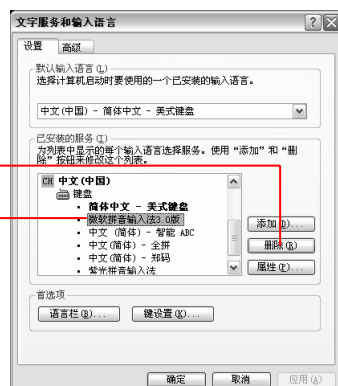 文字服务和输入语言
设置 高级
默认输入语言(L)
选择计算机启动时要使用的一个已安装的输入语言。
中文(中国) - 简体中文 - 美式键盘
已安装的服务(I)
为列表中显示的每个输入语言选择服务。使用“添加”和“删
除”按钮来修改这个列表。
CH 中文(中国)
键盘
· 简体中文 - 美式键盘
· 微软拼音输入法3.0版
· 中文 (简体) - 智能 ABC
· 中文(简体) - 全拼
· 中文(简体) - 郑码
· 紫光拼音输入法
添加(D)...
删除(R)
属性(P)...
首选项
语言栏(B)... 键设置(K)...
确定 取消 应用(A)